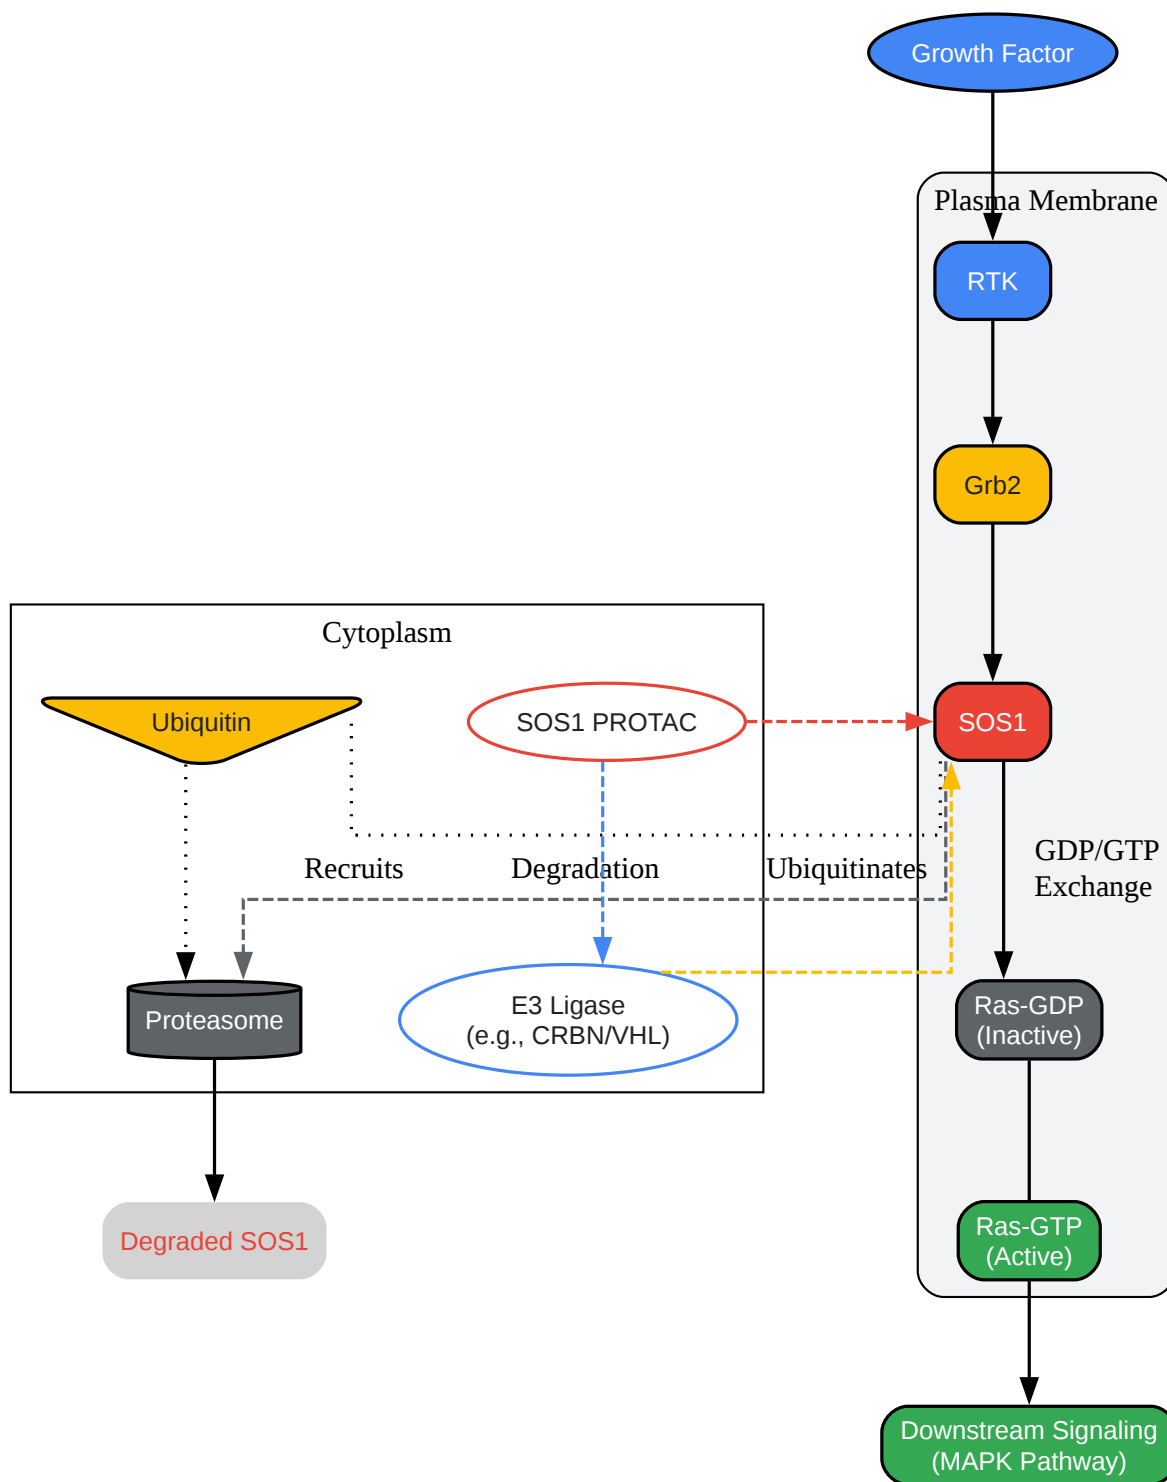 Growth Factor
Plasma Membrane
RTK
Grb2
Cytoplasm
Ubiquitin
SOS1 PROTAC
SOS1
Recruits
Degradation
Ubiquitinates
GDP/GTP
Exchange
Proteasome
E3 Ligase
(e.g., CRBN/VHL)
Ras-GDP
(Inactive)
Degraded SOS1
Ras-GTP
(Active)
Downstream Signaling
(MAPK Pathway)